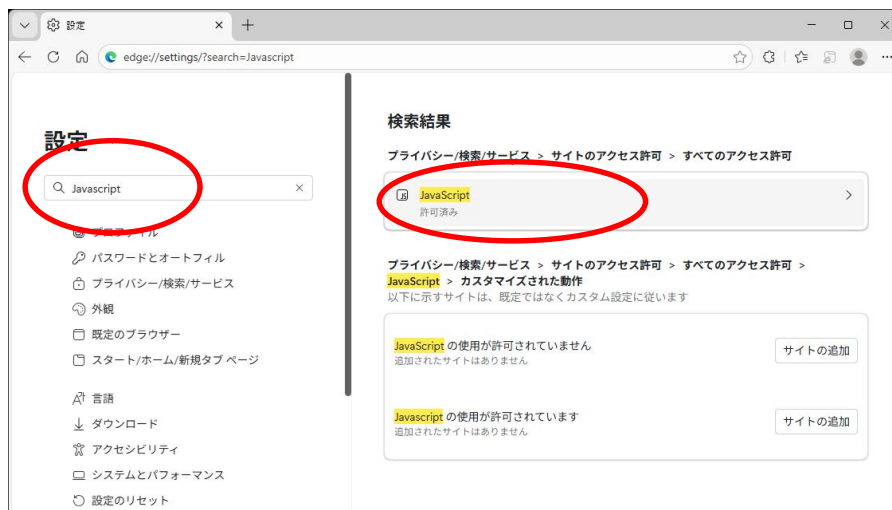 設定
edge://settings/?search=Javascript
設定
Javascript
プロファイル
パスワードとオートフィル
プライバシー/検索/サービス
外観
既定のブラウザー
スタート/ホーム/新規タブ ページ
言語
ダウンロード
アクセシビリティ
システムとパフォーマンス
設定のリセット
検索結果
プライバシー/検索/サービス > サイトのアクセス許可 > すべてのアクセス許可
JavaScript
許可済み
プライバシー/検索/サービス > サイトのアクセス許可 > すべてのアクセス許可 >
JavaScript > カスタマイズされた動作
以下に示すサイトは、既定ではなくカスタム設定に従います
JavaScript の使用が許可されていません
サイトの追加
追加されたサイトはありません
Javascript の使用が許可されています
サイトの追加
追加されたサイトはありません